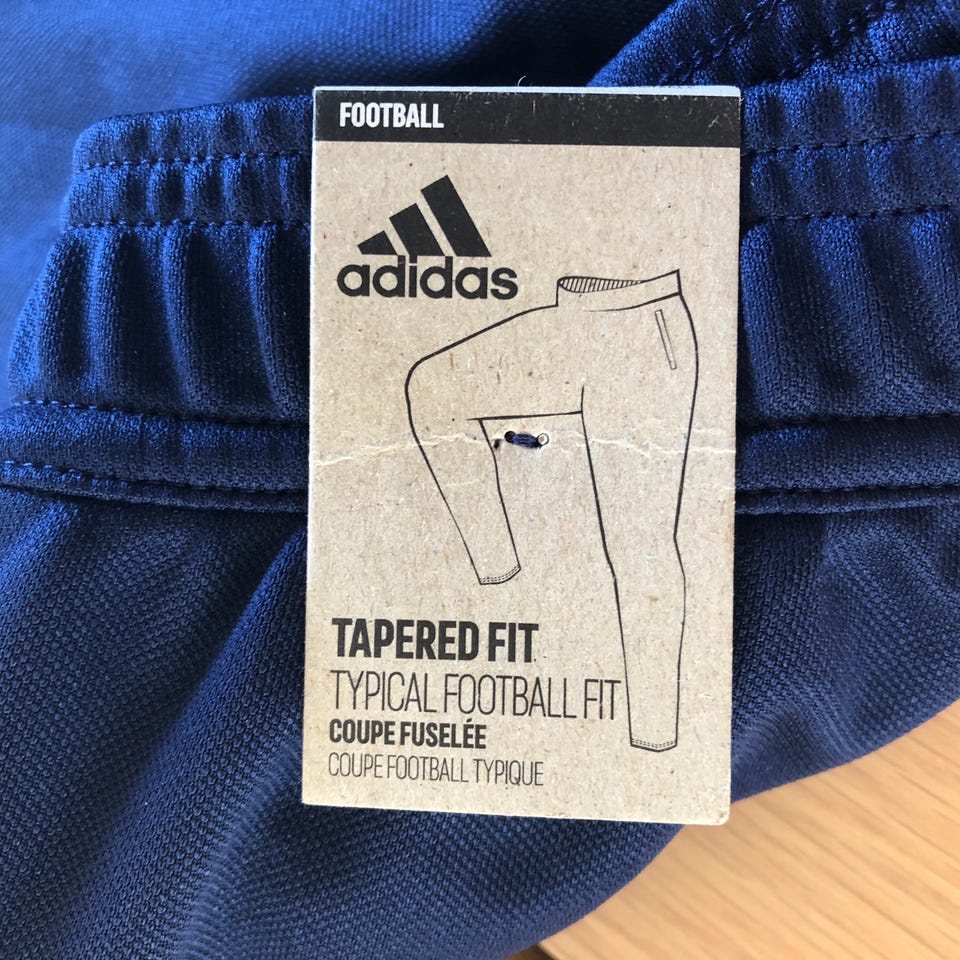 FOOTBALL
adidas
TAPERED FIT
TYPICAL FOOTBALL FIT
COUPE FUSELÉE
COUPE FOOTBALL TYPIQUE